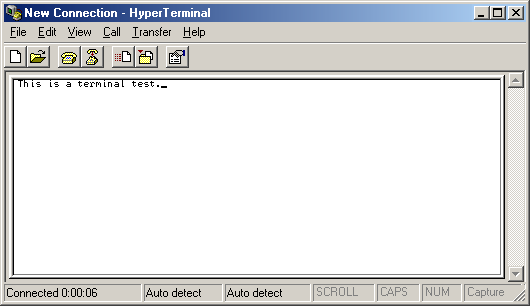 New Connection - HyperTerminal
File Edit View Call Transfer Help
This is a terminal test._
Connected 0:00:06 Auto detect Auto detect SCROLL CAPS NUM Capture